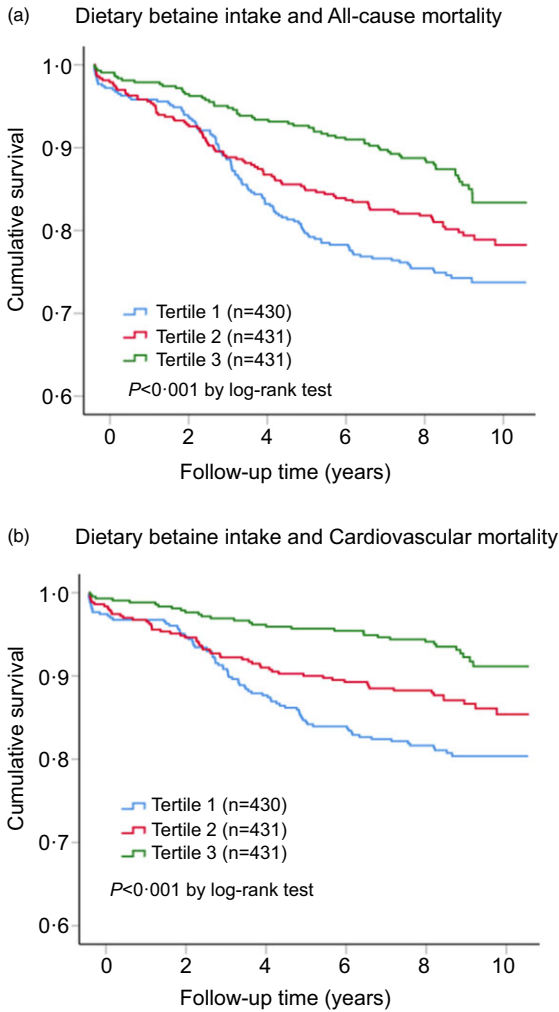 (a) Dietary betaine intake and All-cause mortality
1·0
0·9
0·8
0·7
0·6
Cumulative survival
Tertile 1 (n=430)
Tertile 2 (n=431)
Tertile 3 (n=431)
P<0·001 by log-rank test
0 2 4 6 8 10
Follow-up time (years)
(b) Dietary betaine intake and Cardiovascular mortality
1·0
0·9
0·8
0·7
0·6
Cumulative survival
Tertile 1 (n=430)
Tertile 2 (n=431)
Tertile 3 (n=431)
P<0·001 by log-rank test
0 2 4 6 8 10
Follow-up time (years)